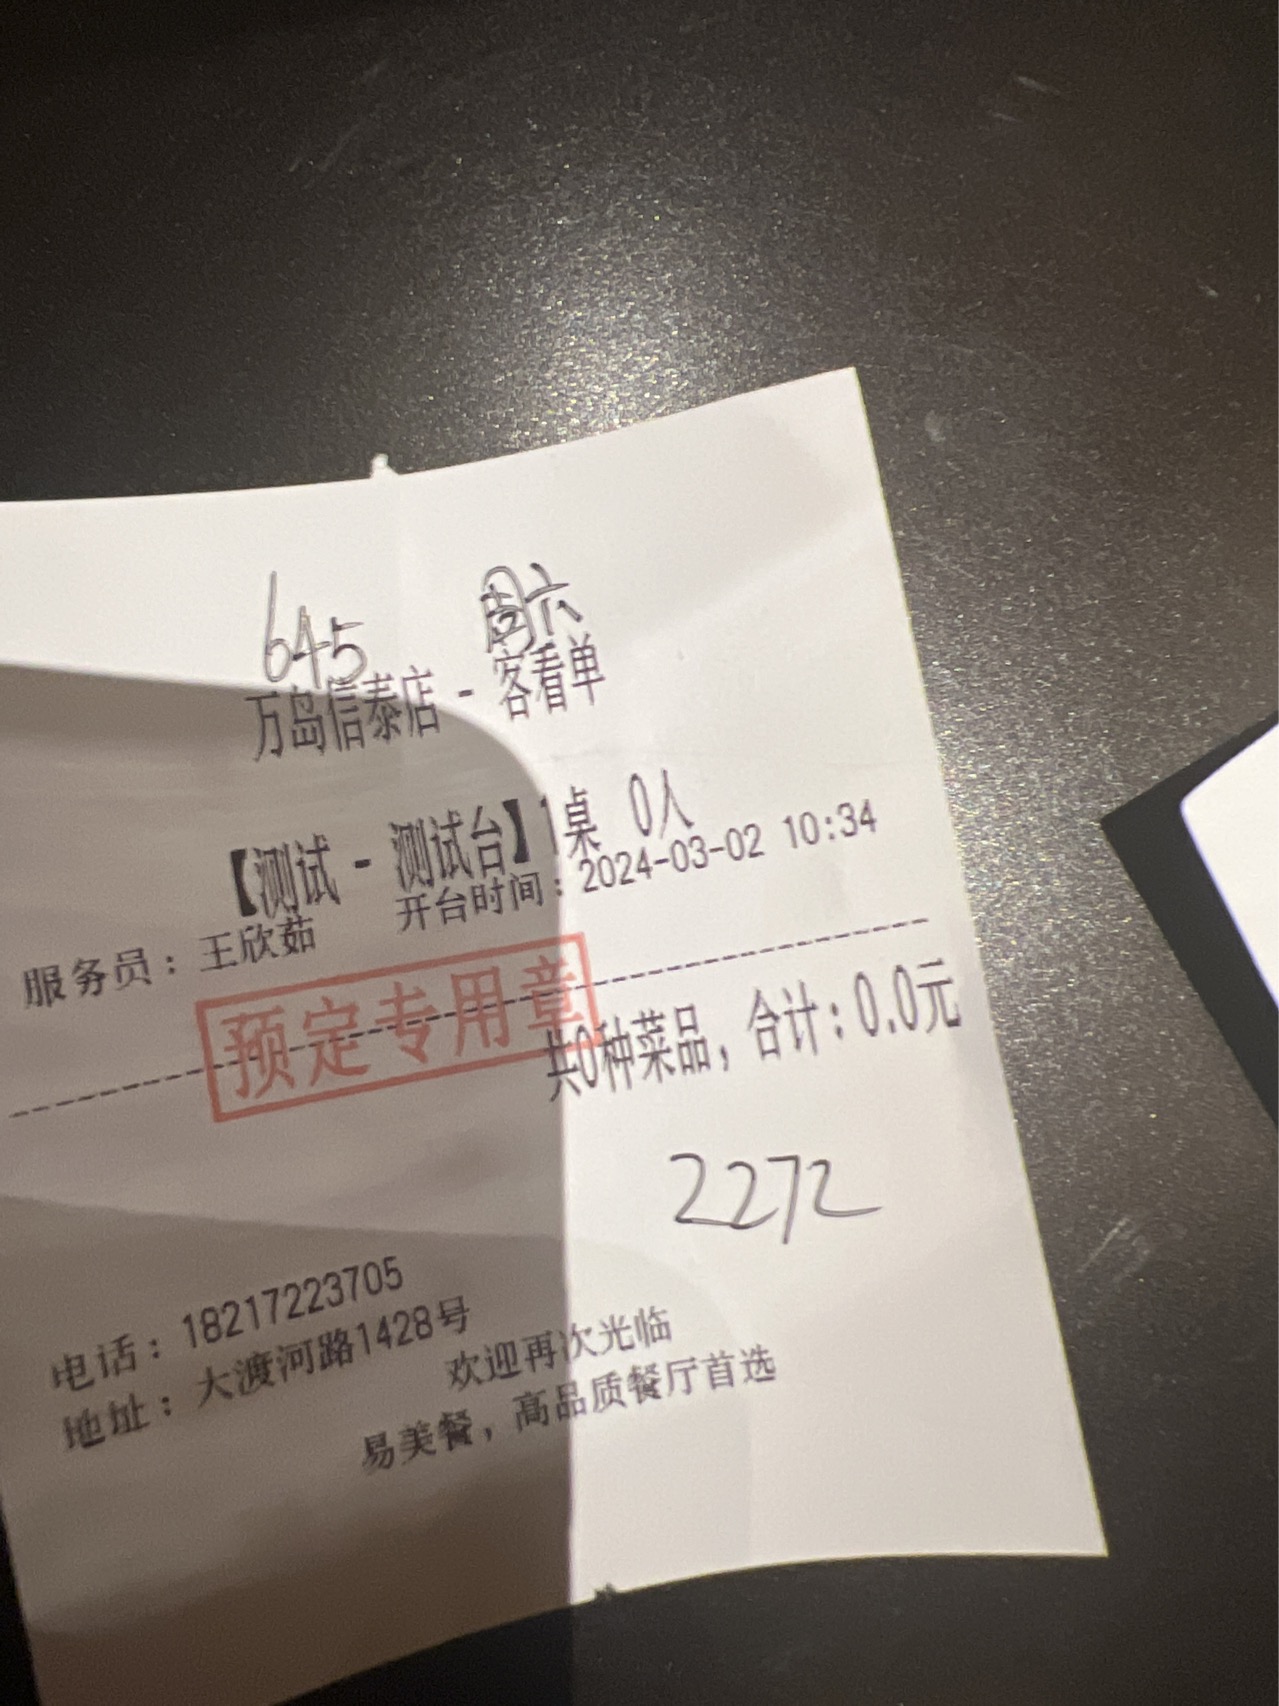 645 周六
万岛信泰店 - 客看单
【测试 - 测试台】1桌 0人
服务员：王欣茹 开台时间：2024-03-02 10:34
预定专用章
共0种菜品，合计：0.0元
2272
电话：18217223705
地址：大渡河路1428号
欢迎再次光临
易美餐，高品质餐厅首选